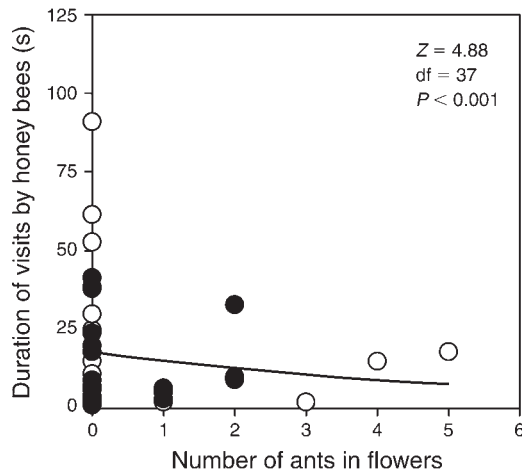 Duration of visits by honey bees (s)
125
100
75
50
25
0
Z = 4.88
df = 37
P < 0.001
0 1 2 3 4 5 6
Number of ants in flowers